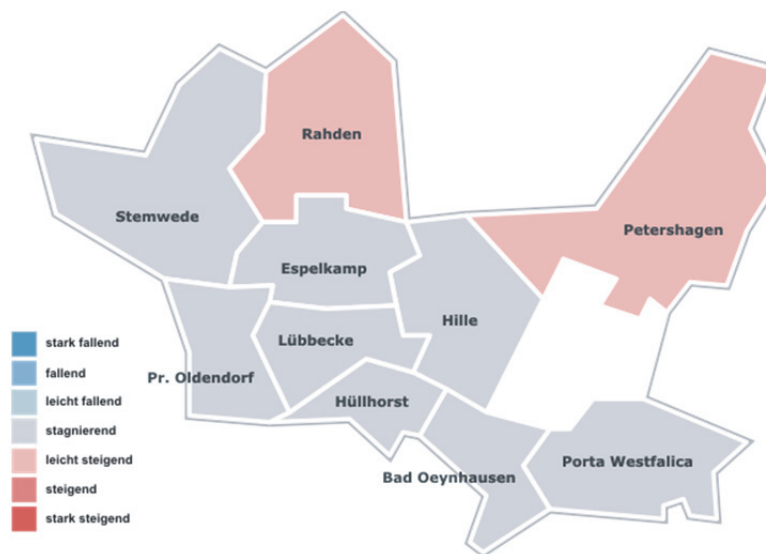 Rahden
Stemwede
Petershagen
Espelkamp
Hille
Lübbecke
Pr. Oldendorf
Hüllhorst
Bad Oeynhausen
Porta Westfalica
stark fallend
fallend
leicht fallend
stagnierend
leicht steigend
steigend
stark steigend